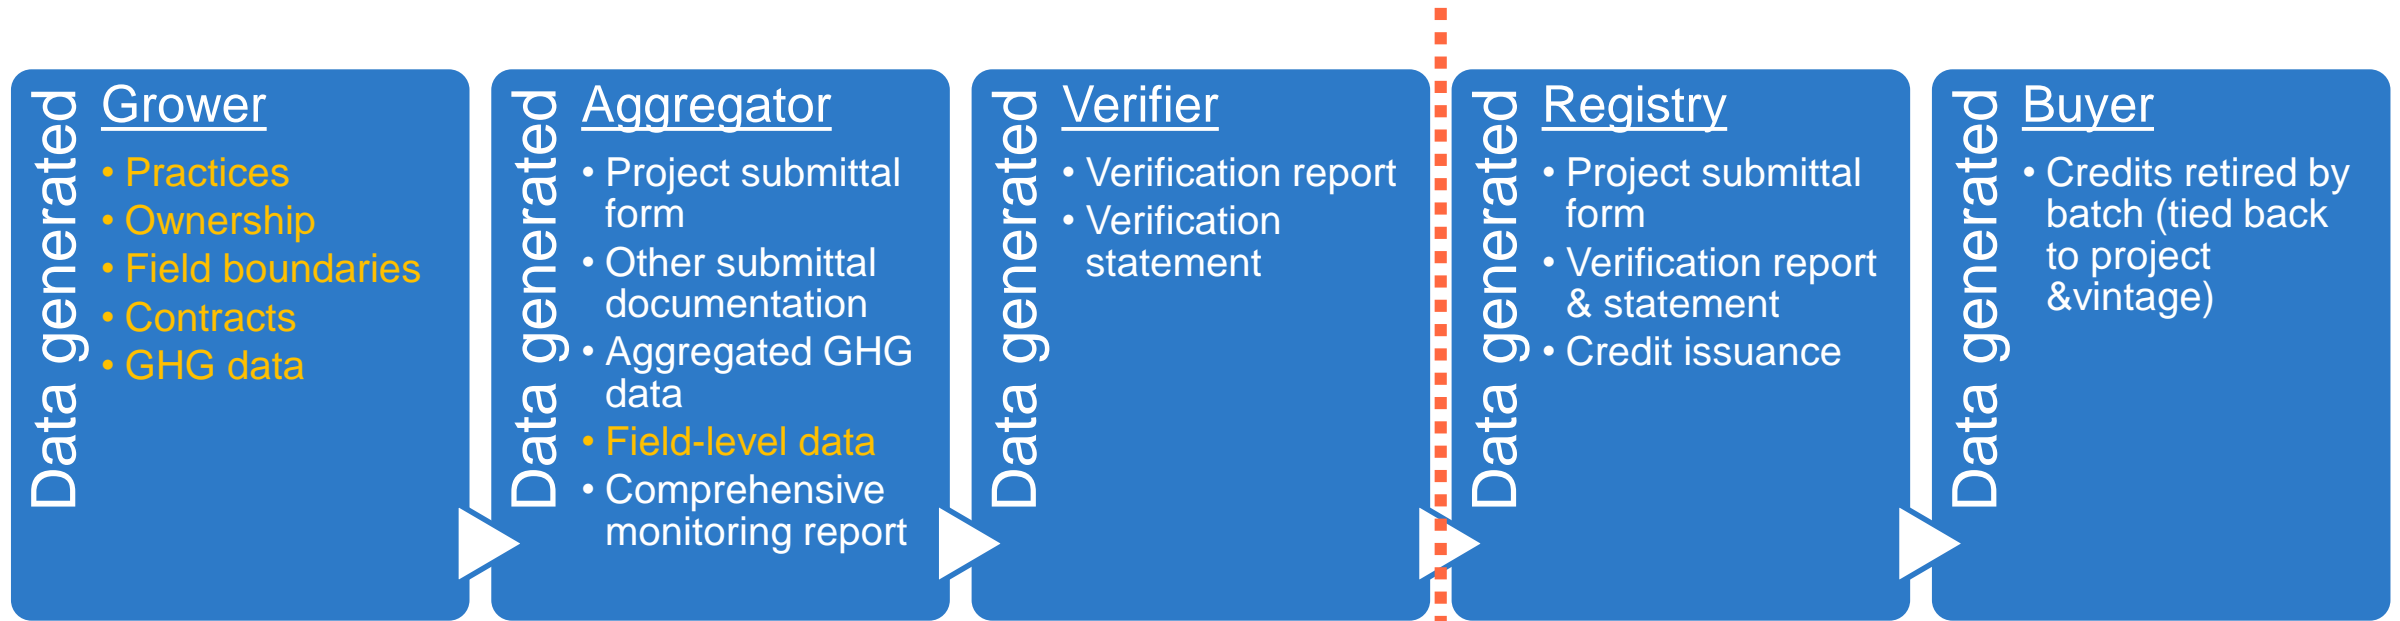 Data generated
Grower
• Practices
• Ownership
• Field boundaries
• Contracts
• GHG data
Data generated
Aggregator
• Project submittal
form
• Other submittal
documentation
• Aggregated GHG
data
• Field-level data
• Comprehensive
monitoring report
Data generated
Verifier
• Verification report
• Verification
statement
Data generated
Registry
• Project submittal
form
• Verification report
& statement
• Credit issuance
Data generated
Buyer
• Credits retired by
batch (tied back
to project
&vintage)